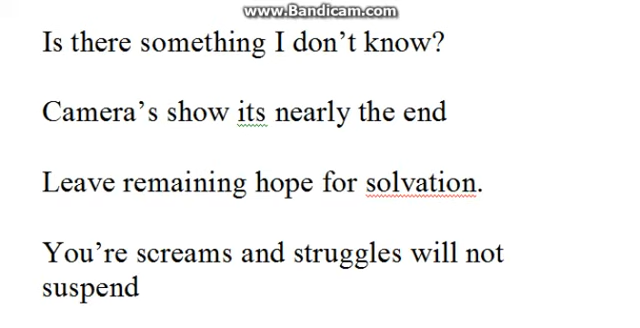 www.Bandicam.com
Is there something I don’t know?
Camera’s show its nearly the end
Leave remaining hope for solvation.
You’re screams and struggles will not
suspend